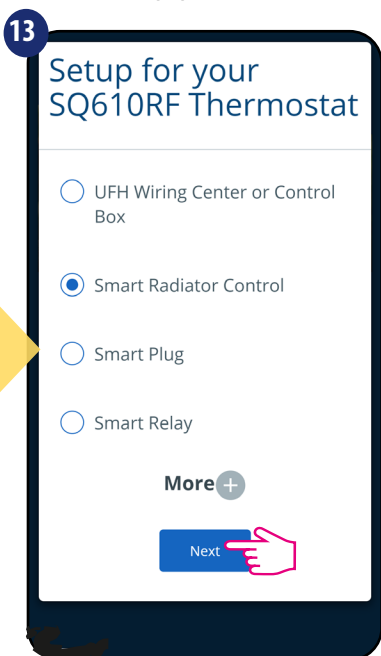 13
Setup for your
SQ610RF Thermostat
UFH Wiring Center or Control
Box
Smart Radiator Control
Smart Plug
Smart Relay
More +
Next